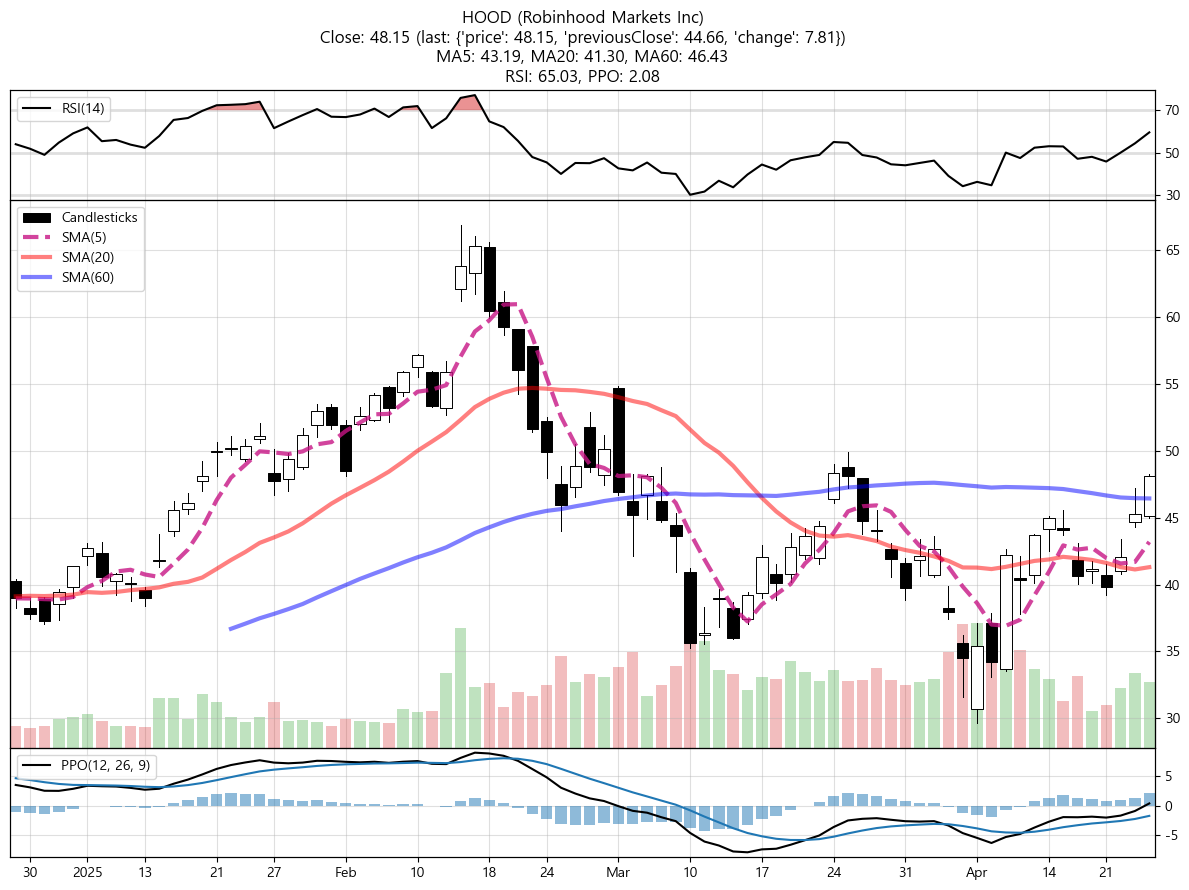 HOOD (Robinhood Markets Inc)
Close: 48.15 (last: {'price': 48.15, 'previousClose': 44.66, 'change': 7.81})
MA5: 43.19, MA20: 41.30, MA60: 46.43
RSI: 65.03, PPO: 2.08
RSI(14)
70
50
30
Candlesticks
SMA(5)
SMA(20)
SMA(60)
65
60
55
50
45
40
35
30
PPO(12, 26, 9)
5
0
-5
30 2025 13 21 27 Feb 10 18 24 Mar 10 17 24 31 Apr 14 21